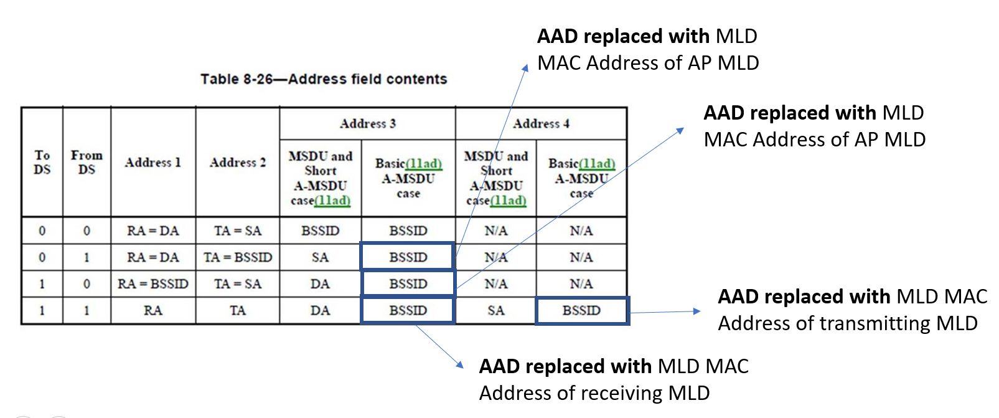 AAD replaced with MLD
MAC Address of AP MLD
Table 8-26—Address field contents
AAD replaced with MLD
MAC Address of AP MLD
To DS
From DS
Address 1
Address 2
Address 3
Address 4
MSDU and
Short
A-MSDU
case(11ad)
Basic(11ad)
A-MSDU
case
MSDU and
Short
A-MSDU
case(11ad)
Basic(11ad)
A-MSDU
case
0 0 RA = DA TA = SA BSSID BSSID N/A N/A
0 1 RA = DA TA = BSSID SA BSSID N/A N/A
1 0 RA = BSSID TA = SA DA BSSID N/A N/A
1 1 RA TA DA BSSID SA BSSID
AAD replaced with MLD MAC
Address of transmitting MLD
AAD replaced with MLD MAC
Address of receiving MLD